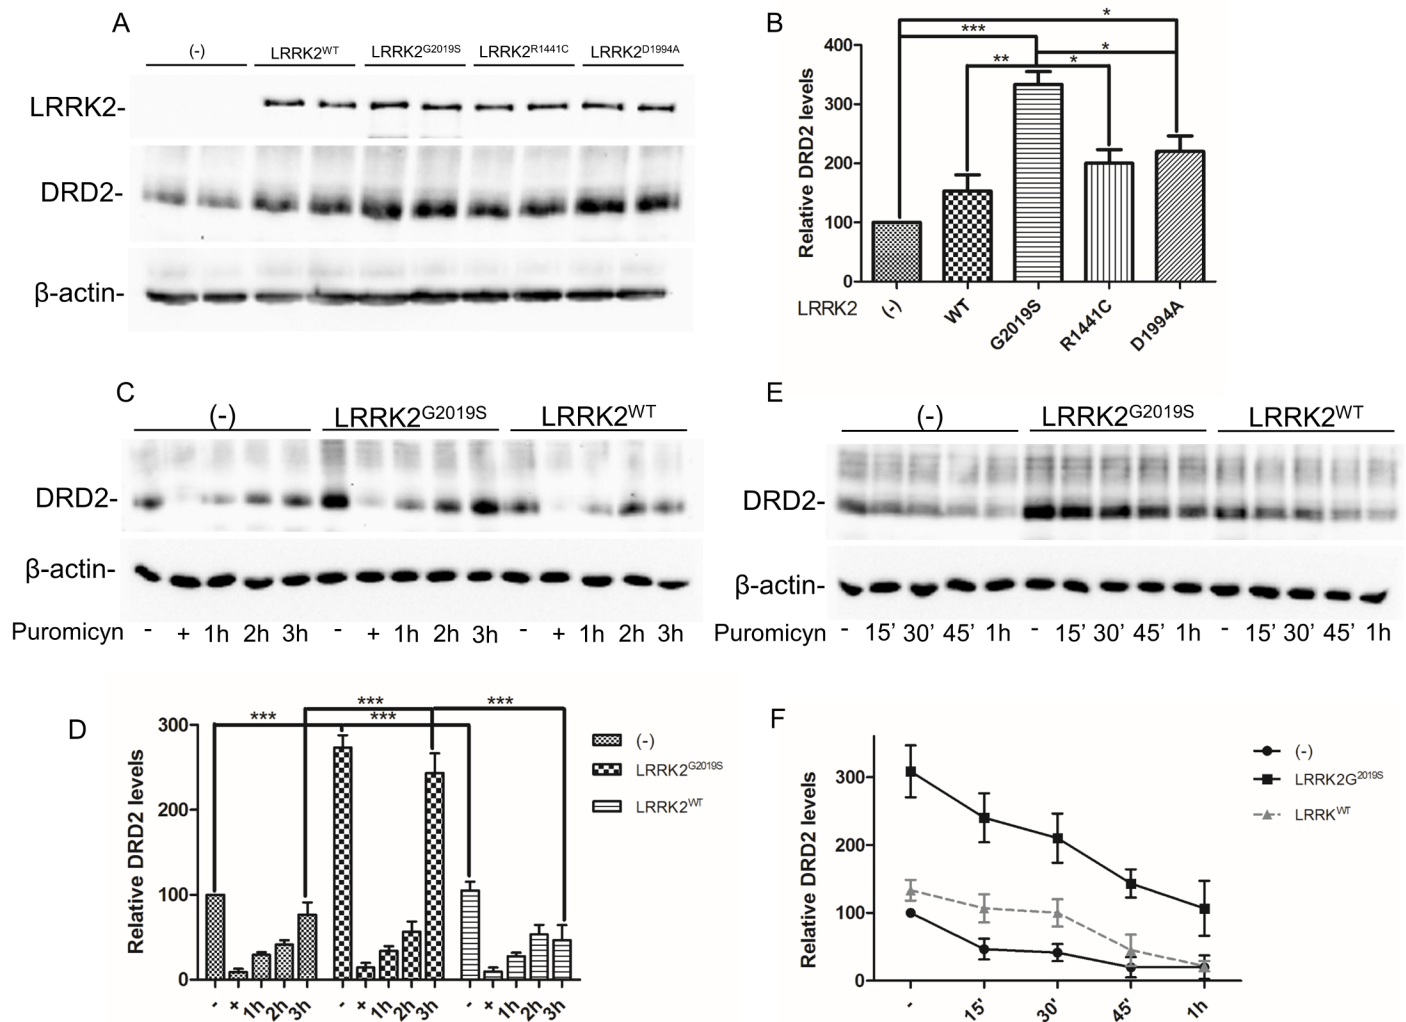 A
(-) LRRK2WT LRRK2G2019S LRRK2R1441C LRRK2D1994A
LRRK2-
DRD2-
β-actin-
B
Relative DRD2 levels
400
300
200
100
0
*
***
*
** *
LRRK2 (-) WT G2019S R1441C D1994A
C
(-) LRRK2G2019S LRRK2WT
DRD2-
β-actin-
Puromicyn - + 1h 2h 3h - + 1h 2h 3h - + 1h 2h 3h
E
(-) LRRK2G2019S LRRK2WT
DRD2-
β-actin-
Puromicyn - 15’ 30’ 45’ 1h - 15’ 30’ 45’ 1h - 15’ 30’ 45’ 1h
D
Relative DRD2 levels
300
200
100
0
*** ***
*** ***
- + 1h 2h 3h - + 1h 2h 3h - + 1h 2h 3h
(-)
LRRK2G2019S
LRRK2WT
F
Relative DRD2 levels
300
200
100
0
- 15' 30' 45' 1h
(-)
LRRK2G2019S
LRRKWT